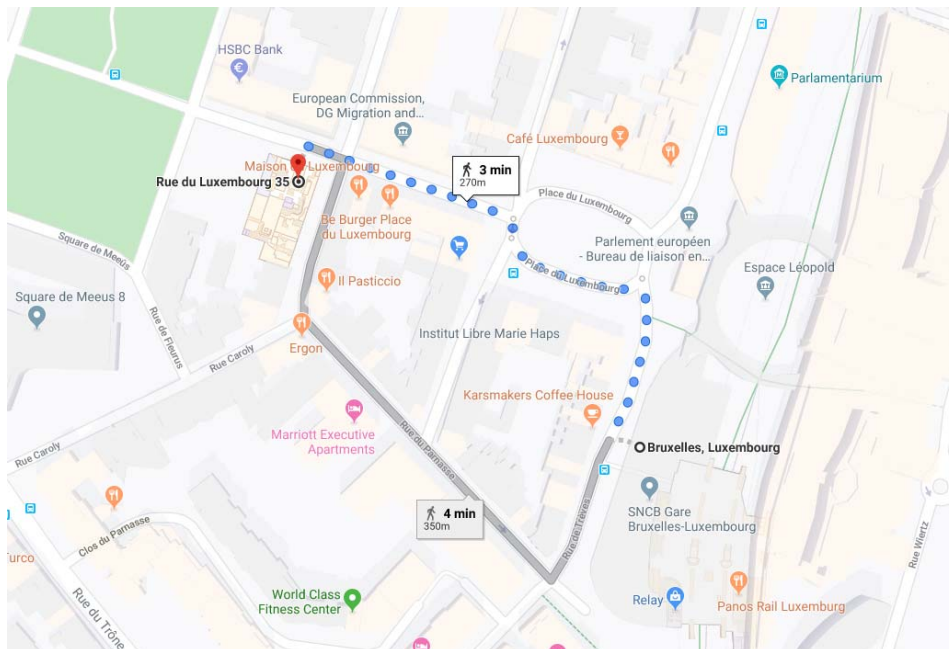 HSBC Bank
Parlamentarium
European Commission,
DG Migration and...
Café Luxembourg
Maison du Luxembourg
3 min
270m
Rue du Luxembourg 35
Place du Luxembourg
Be Burger Place
du Luxembourg
Parlement européen
- Bureau de liaison en...
Square de Meeûs
Place du Luxembourg
Espace Léopold
Il Pasticcio
Square de Meeus 8
Rue de Fleurus
Institut Libre Marie Haps
Ergon
Rue Caroly
Karsmakers Coffee House
Marriott Executive
Apartments
Rue du Parnasse
Bruxelles, Luxembourg
Rue Caroly
4 min
350m
SNCB Gare
Bruxelles-Luxembourg
Rue de Trèves
Clos du Parnasse
Rue Wiertz
Turco
World Class
Fitness Center
Relay
Panos Rail Luxemburg
Rue du Trône